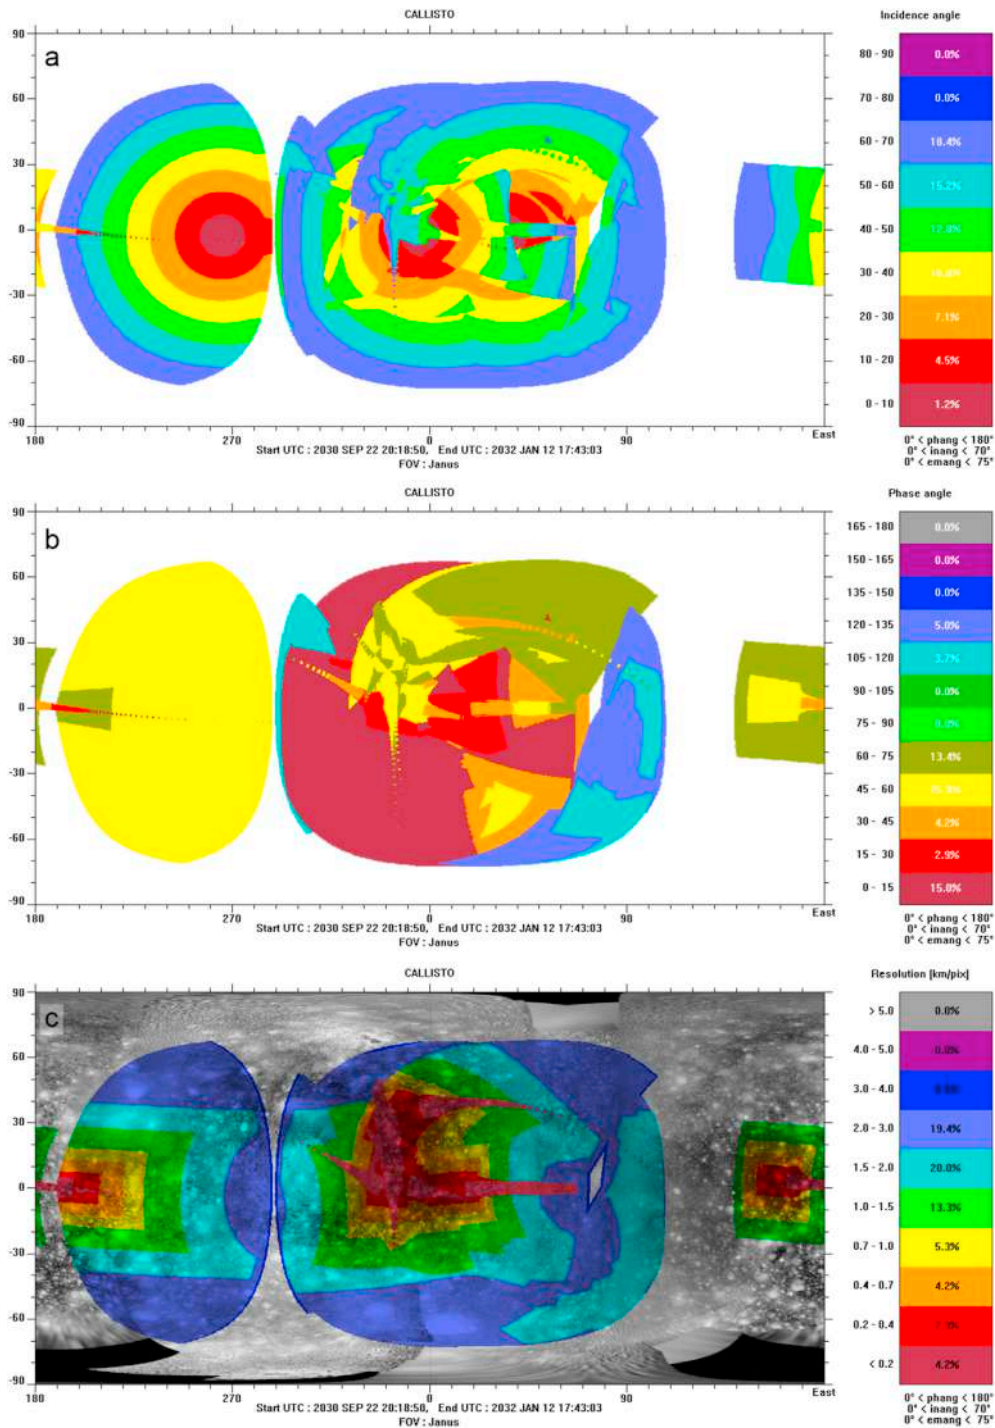 CALLISTO
Incidence angle
a
90
60
30
0
-30
-60
-90
180
270
0
90
East
Start UTC : 2030 SEP 22 20:18:50,   End UTC : 2032 JAN 12 17:43:03
FOV : Janus
80 - 90 0.0%
70 - 80 0.0%
60 - 70 18.4%
50 - 60 15.2%
40 - 50
30 - 40
20 - 30 7.1%
10 - 20 4.5%
0 - 10 1.2%
0° < phang < 180°
0° < inang < 70°
0° < emang < 75°
CALLISTO
Phase angle
b
90
60
30
0
-30
-60
-90
180
270
0
90
East
Start UTC : 2030 SEP 22 20:18:50,   End UTC : 2032 JAN 12 17:43:03
FOV : Janus
165 - 180 0.0%
150 - 165 0.0%
135 - 150 0.0%
120 - 135 5.0%
105 - 120 3.7%
90 - 105 0.0%
75 - 90 0.0%
60 - 75 13.4%
45 - 60
30 - 45 4.2%
15 - 30 2.9%
0 - 15 15.0%
0° < phang < 180°
0° < inang < 70°
0° < emang < 75°
CALLISTO
Resolution [km/pix]
c
90
60
30
0
-30
-60
-90
180
270
0
90
East
Start UTC : 2030 SEP 22 20:18:50,   End UTC : 2032 JAN 12 17:43:03
FOV : Janus
> 5.0 0.0%
4.0 - 5.0 0.0%
3.0 - 4.0
2.0 - 3.0 19.4%
1.5 - 2.0 20.0%
1.0 - 1.5 13.3%
0.7 - 1.0 5.3%
0.4 - 0.7 4.2%
0.2 - 0.4
< 0.2 4.2%
0° < phang < 180°
0° < inang < 70°
0° < emang < 75°